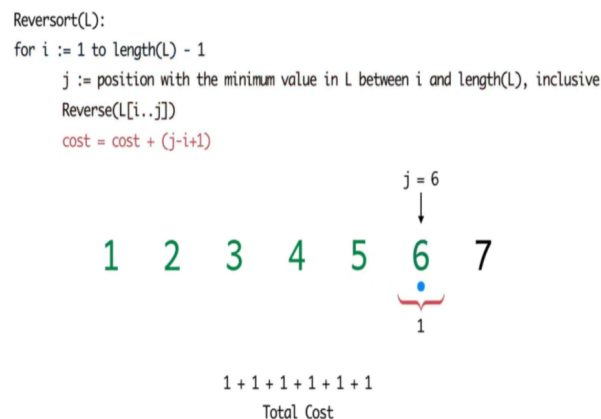 Reversort(L):
for i := 1 to length(L) - 1
j := position with the minimum value in L between i and length(L), inclusive
Reverse(L[i..j])
cost = cost + (j-i+1)
j = 6
1 2 3 4 5 6 7
1
1 + 1 + 1 + 1 + 1 + 1
Total Cost